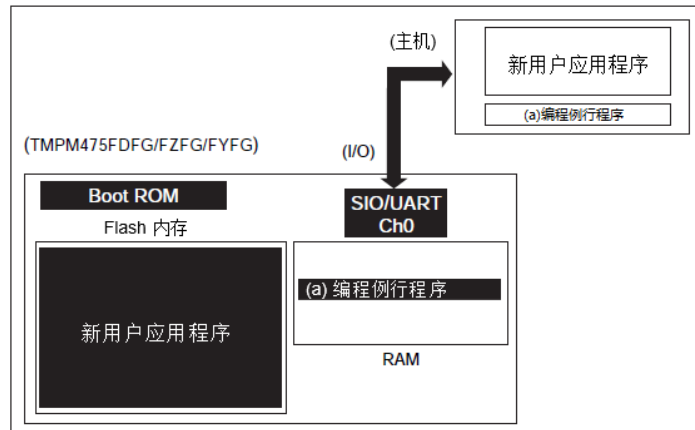 (主机)
新用户应用程序
(a)编程例行程序
(TMPM475FDFG/FZFG/FYFG)
(I/O)
Boot ROM
SIO/UART
Ch0
Flash 内存
(a) 编程例行程序
新用户应用程序
RAM